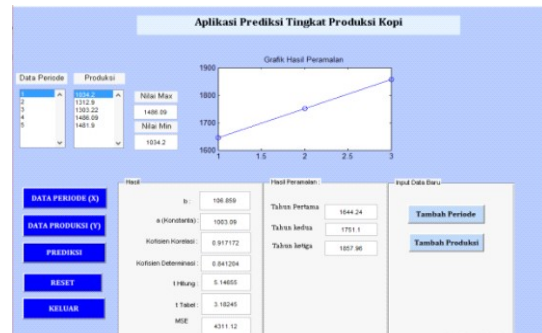 Aplikasi Prediksi Tingkat Produksi Kopi
Grafik Hasil Peramalan
1900
1800
1700
1600
1
1.5
2
2.5
3
Data Periode
Produksi
1
2
3
4
5
1034.2
1312.9
1303.22
1486.09
1481.9
Nilai Max
1486.09
Nilai Min
1034.2
DATA PERIODE (X)
DATA PRODUKSI (Y)
PREDIKSI
RESET
KELUAR
Hasil
b : 106.859
a (Konstanta) : 1003.09
Kofisien Korelasi : 0.917172
Kofisien Determinasi : 0.841204
t Hitung : 5.14655
t Tabel : 3.18245
MSE 4311.12
Hasil Peramalan :
Tahun Pertama 1644.24
Tahun kedua 1751.1
Tahun ketiga 1857.96
Input Data Baru
Tambah Periode
Tambah Produksi